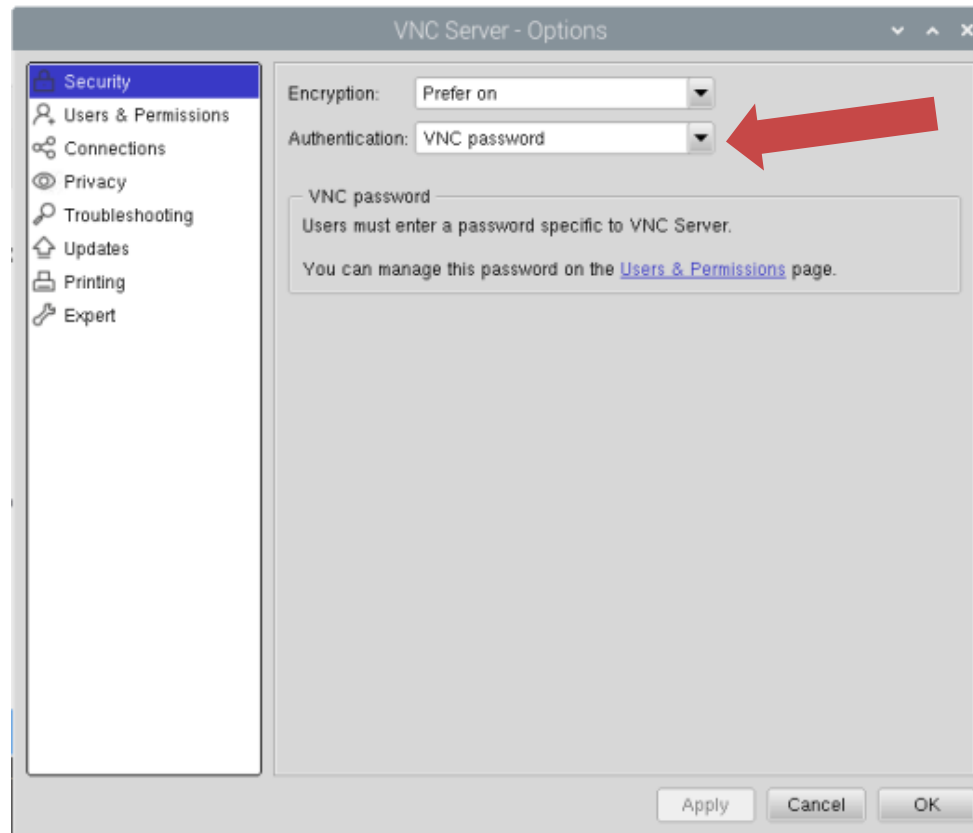 VNC Server - Options
Security
Users & Permissions
Connections
Privacy
Troubleshooting
Updates
Printing
Expert
Encryption: Prefer on
Authentication: VNC password
VNC password
Users must enter a password specific to VNC Server.
You can manage this password on the Users & Permissions page.
Apply Cancel OK